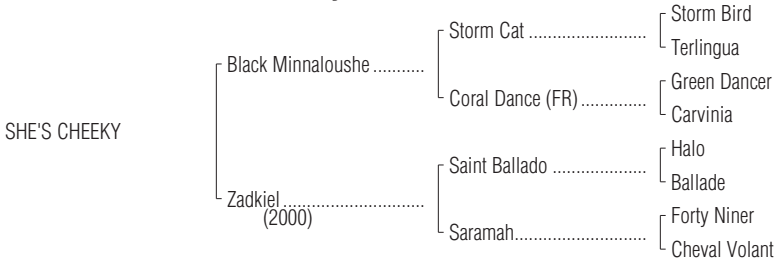 Storm Bird
Storm Cat ........................
Terlingua
Black Minnaloushe ...........
Green Dancer
Coral Dance (FR) ..............
Carvinia
SHE'S CHEEKY
Halo
Saint Ballado ...................
Ballade
Zadkiel .............................
(2000)
Forty Niner
Saramah...........................
Cheval Volant